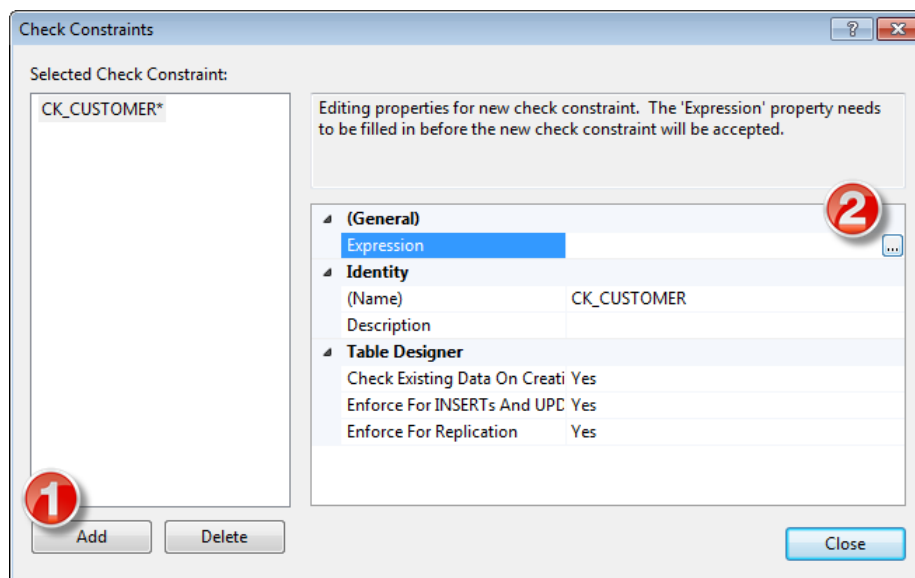 Check Constraints
?
Selected Check Constraint:
CK_CUSTOMER*
Editing properties for new check constraint. The 'Expression' property needs
to be filled in before the new check constraint will be accepted.
(General)
2
Expression
...
Identity
(Name) CK_CUSTOMER
Description
Table Designer
Check Existing Data On Creati Yes
Enforce For INSERTs And UPD Yes
Enforce For Replication Yes
1
Add Delete
Close